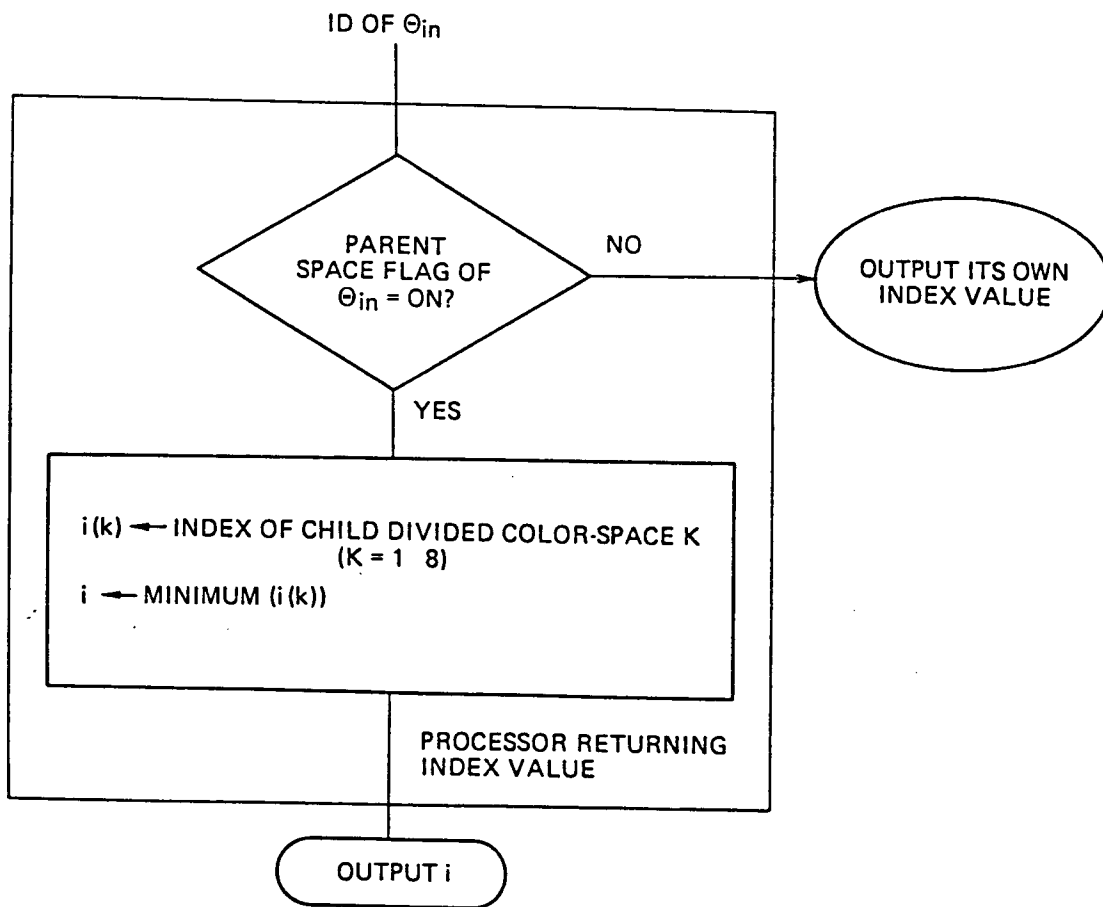 ID OF Θin
PARENT
SPACE FLAG OF
Θin = ON?
NO
OUTPUT ITS OWN
INDEX VALUE
YES
i(k) ← INDEX OF CHILD DIVIDED COLOR-SPACE K
(K = 1 8)
i ← MINIMUM (i(k))
PROCESSOR RETURNING
INDEX VALUE
OUTPUT i